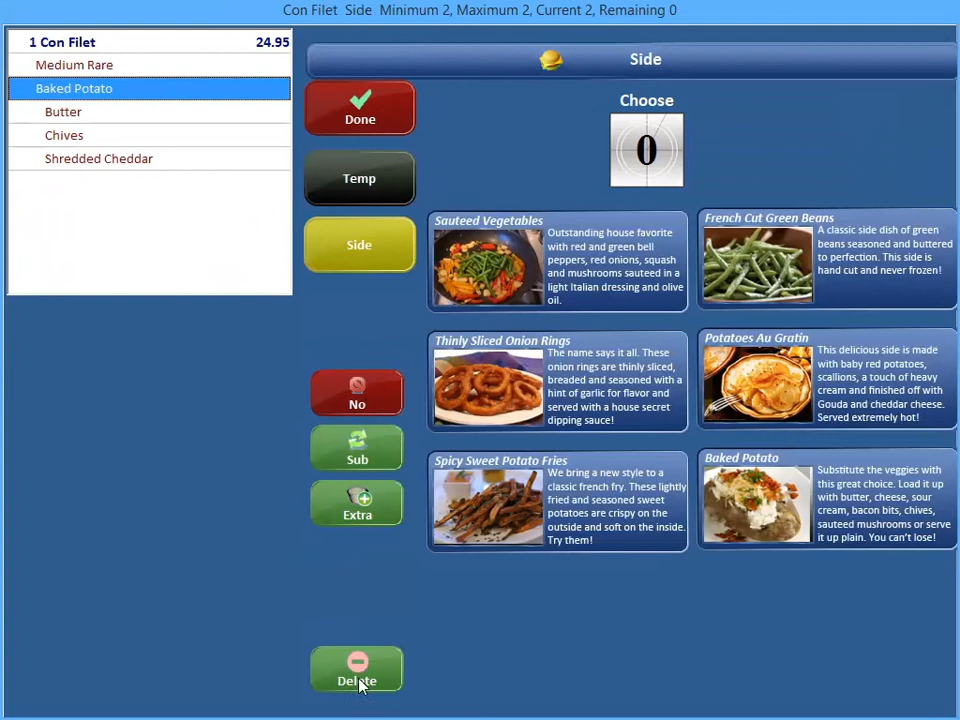 Con Filet  Side  Minimum 2, Maximum 2, Current 2, Remaining 0
1 Con Filet 24.95
Medium Rare
Baked Potato
Butter
Chives
Shredded Cheddar
Side
Done
Temp
Side
No
Sub
Extra
Delete
Choose
0
Sauteed Vegetables
Outstanding house favorite
with red and green bell
peppers, red onions, squash
and mushrooms sauteed in a
light Italian dressing and olive
oil.
French Cut Green Beans
A classic side dish of green
beans seasoned and buttered
to perfection. This side is
hand cut and never frozen!
Thinly Sliced Onion Rings
The name says it all. These
onion rings are thinly sliced,
breaded and seasoned with a
hint of garlic for flavor and
served with a house secret
dipping sauce!
Potatoes Au Gratin
This delicious side is made
with baby red potatoes,
scallions, a touch of heavy
cream and finished off with
Gouda and cheddar cheese.
Served extremely hot!
Spicy Sweet Potato Fries
We bring a new style to a
classic french fry. These lightly
fried and seasoned sweet
potatoes are crispy on the
outside and soft on the inside.
Try them!
Baked Potato
Substitute the veggies with
this great choice. Load it up
with butter, cheese, sour
cream, bacon bits, chives,
sauteed mushrooms or serve
it up plain. You can't lose!